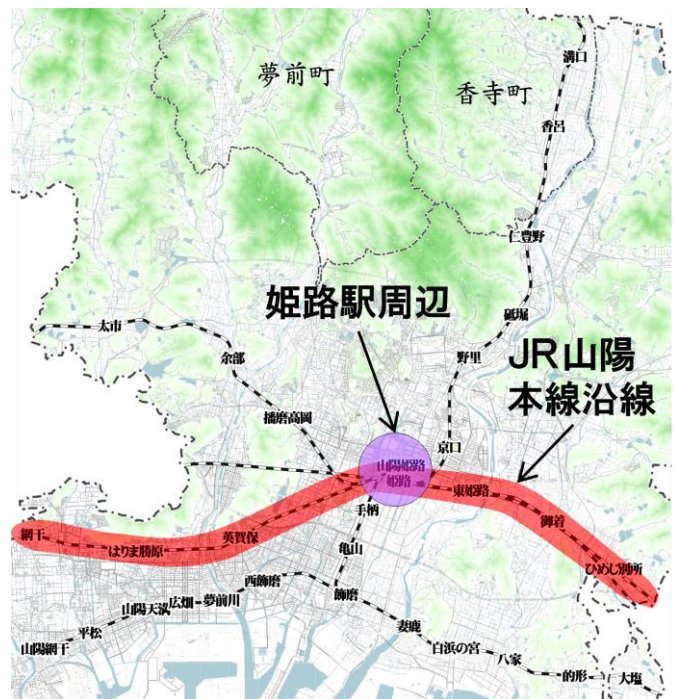 溝口
夢前町
香寺町
香呂
仁豊野
姫路駅周辺
砥堀
太市
余部
野里
JR山陽
本線沿線
播磨高岡
京口
山陽姫路
姫路
東姫路
手柄
御着
網干
はりま勝原
英賀保
亀山
ひめじ別所
西飾磨
飾磨
山陽天満
広畑
夢前川
平松
妻鹿
山陽網干
白浜の宮
八家
的形
大塩